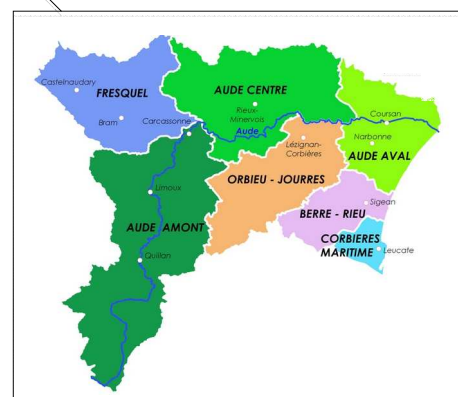 Castelnaudary
FRESQUEL
AUDE CENTRE
Rieux-
Minervois
Bram
Carcassonne
Aude
Coursan
Lézignan-
Corbières
Narbonne
AUDE AVAL
ORBIEU - JOURRES
Limoux
BERRE - RIEU
Sigean
AUDE AMONT
CORBIERES
MARITIME
Leucate
Quillan